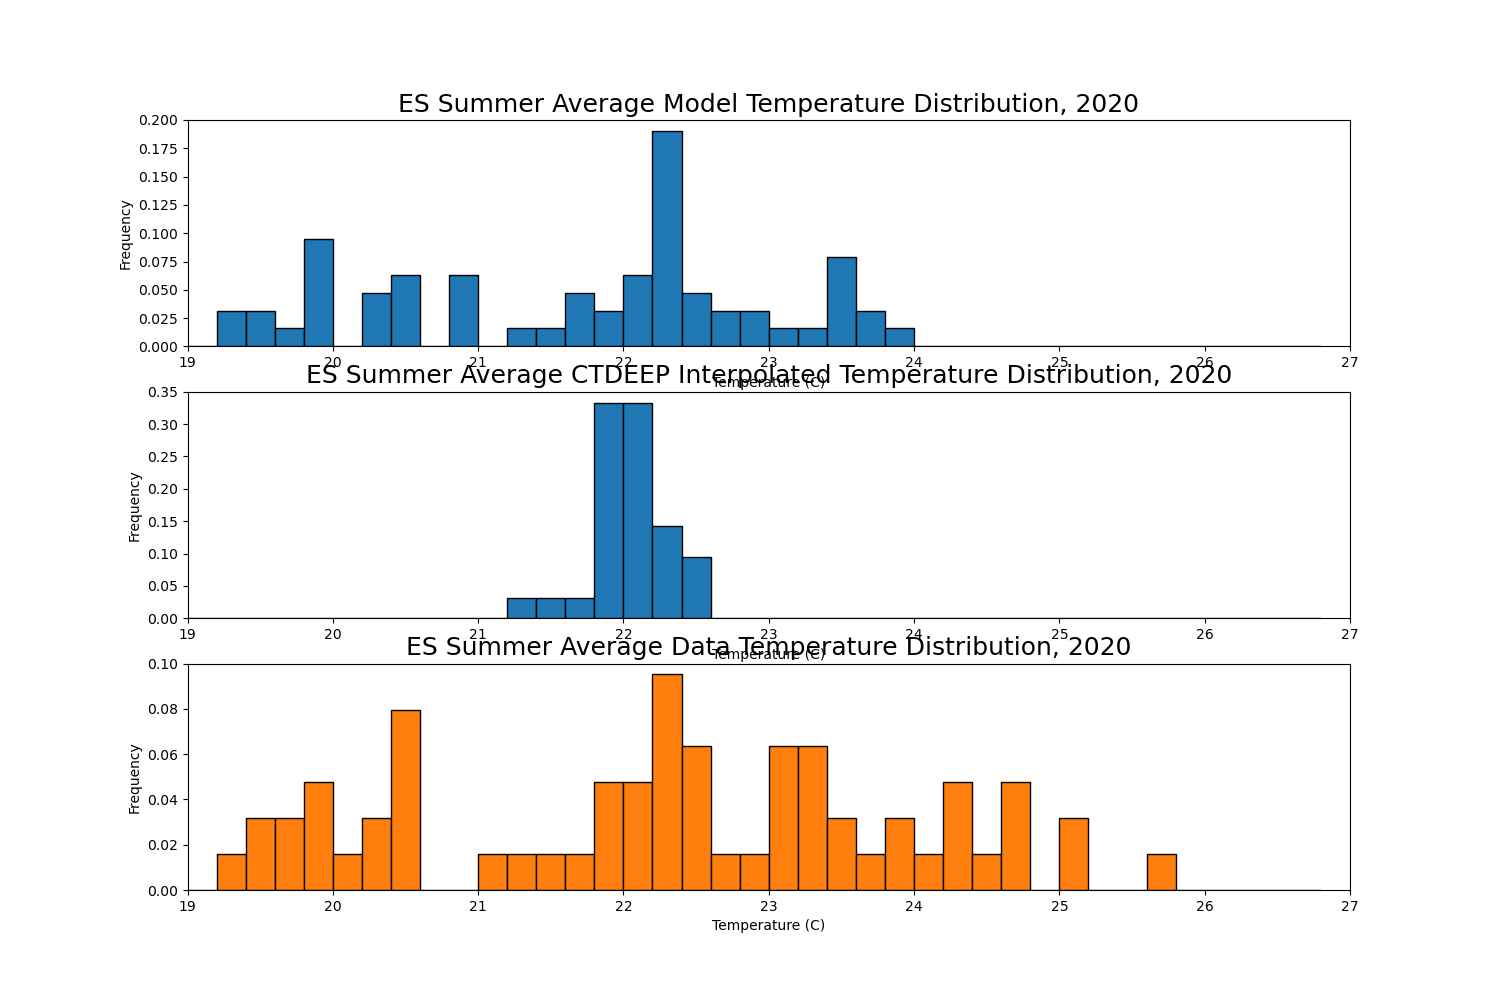 ES Summer Average Model Temperature Distribution, 2020
0.200
0.175
0.150
0.125
0.100
0.075
0.050
0.025
0.000
Frequency
19 20 21 22 23 24 25 26 27
Temperature (C)
ES Summer Average CTDEEP Interpolated Temperature Distribution, 2020
0.35
0.30
0.25
0.20
0.15
0.10
0.05
0.00
Frequency
19 20 21 22 23 24 25 26 27
Temperature (C)
ES Summer Average Data Temperature Distribution, 2020
0.10
0.08
0.06
0.04
0.02
0.00
Frequency
19 20 21 22 23 24 25 26 27
Temperature (C)